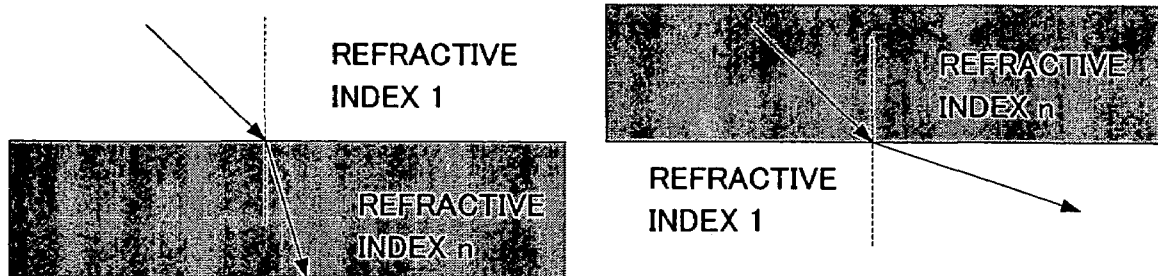 REFRACTIVE
INDEX 1
REFRACTIVE
INDEX n
REFRACTIVE
INDEX n
REFRACTIVE
INDEX 1